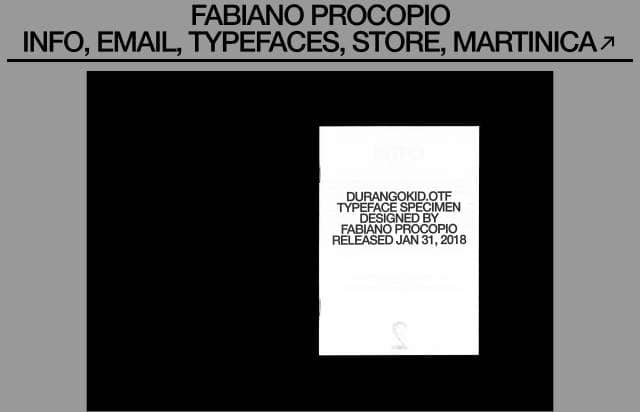 FABIANO PROCOPIO
INFO, EMAIL, TYPEFACES, STORE, MARTINICA↗
DURANGOKID.OTF
TYPEFACE SPECIMEN
DESIGNED BY
FABIANO PROCOPIO
RELEASED JAN 31, 2018